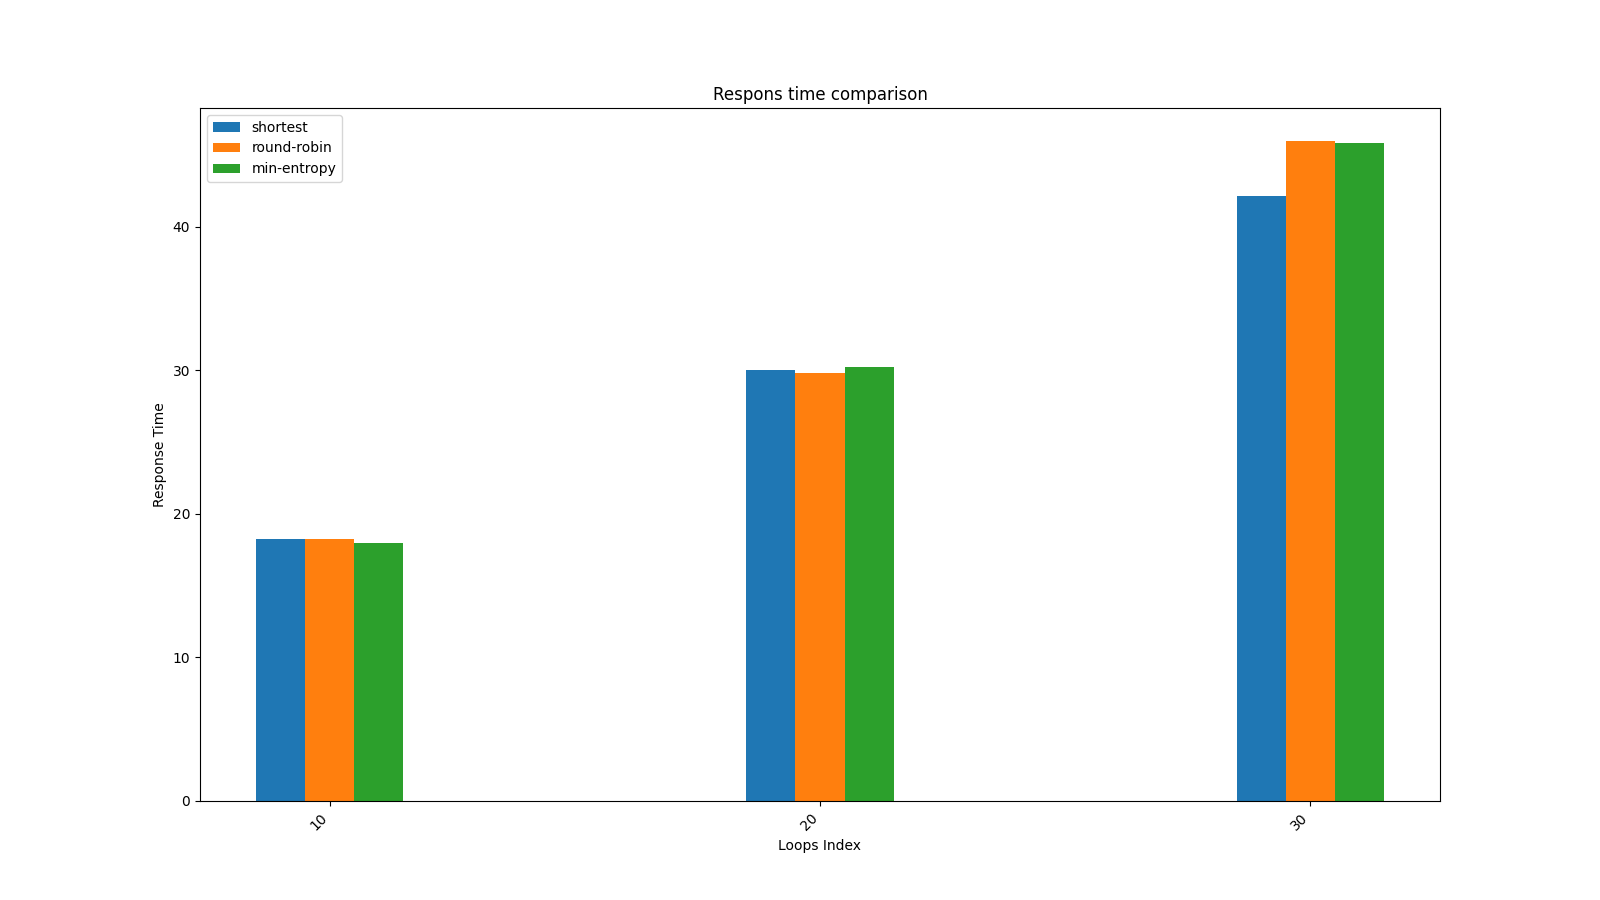 Respons time comparison
shortest
round-robin
min-entropy
40
30
20
10
0
Response Time
10
20
30
Loops Index